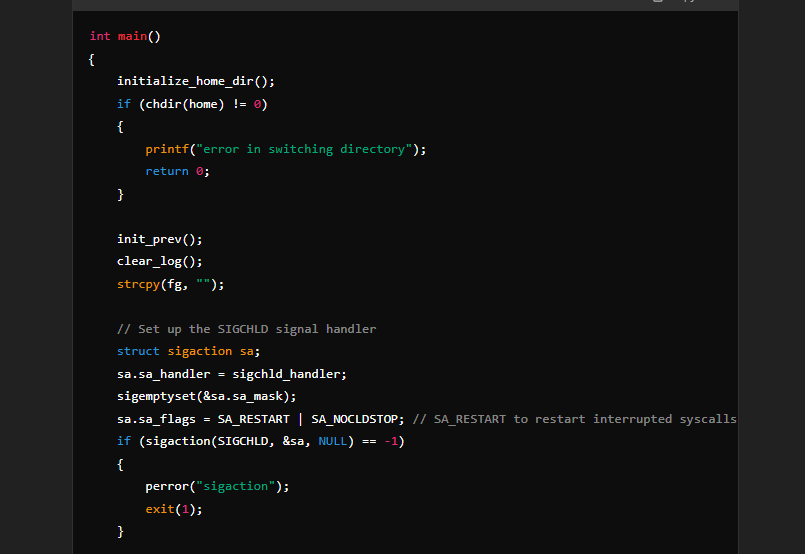 int main()
{
    initialize_home_dir();
    if (chdir(home) != 0)
    {
        printf("error in switching directory");
        return 0;
    }

    init_prev();
    clear_log();
    strcpy(fg, "");

    // Set up the SIGCHLD signal handler
    struct sigaction sa;
    sa.sa_handler = sigchld_handler;
    sigemptyset(&sa.sa_mask);
    sa.sa_flags = SA_RESTART | SA_NOCLDSTOP; // SA_RESTART to restart interrupted syscalls
    if (sigaction(SIGCHLD, &sa, NULL) == -1)
    {
        perror("sigaction");
        exit(1);
    }